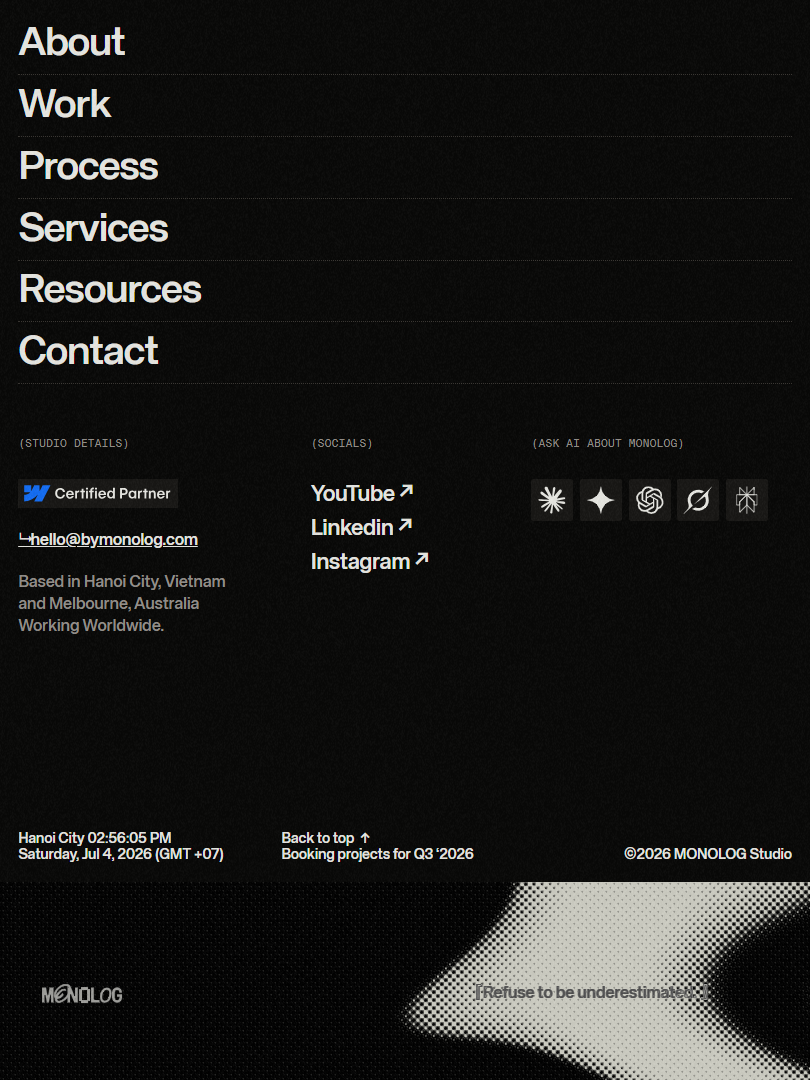 About
Work
Process
Services
Resources
Contact
(STUDIO DETAILS)
Certified Partner
↳hello@bymonolog.com
Based in Hanoi City, Vietnam
and Melbourne, Australia
Working Worldwide.
(SOCIALS)
YouTube ↗
Linkedin ↗
Instagram ↗
(ASK AI ABOUT MONOLOG)
Hanoi City 02:56:05 PM
Saturday, Jul 4, 2026 (GMT +07)
Back to top ↑
Booking projects for Q3 ‘2026
©2026 MONOLOG Studio
MONOLOG
Refuse to be underestimated